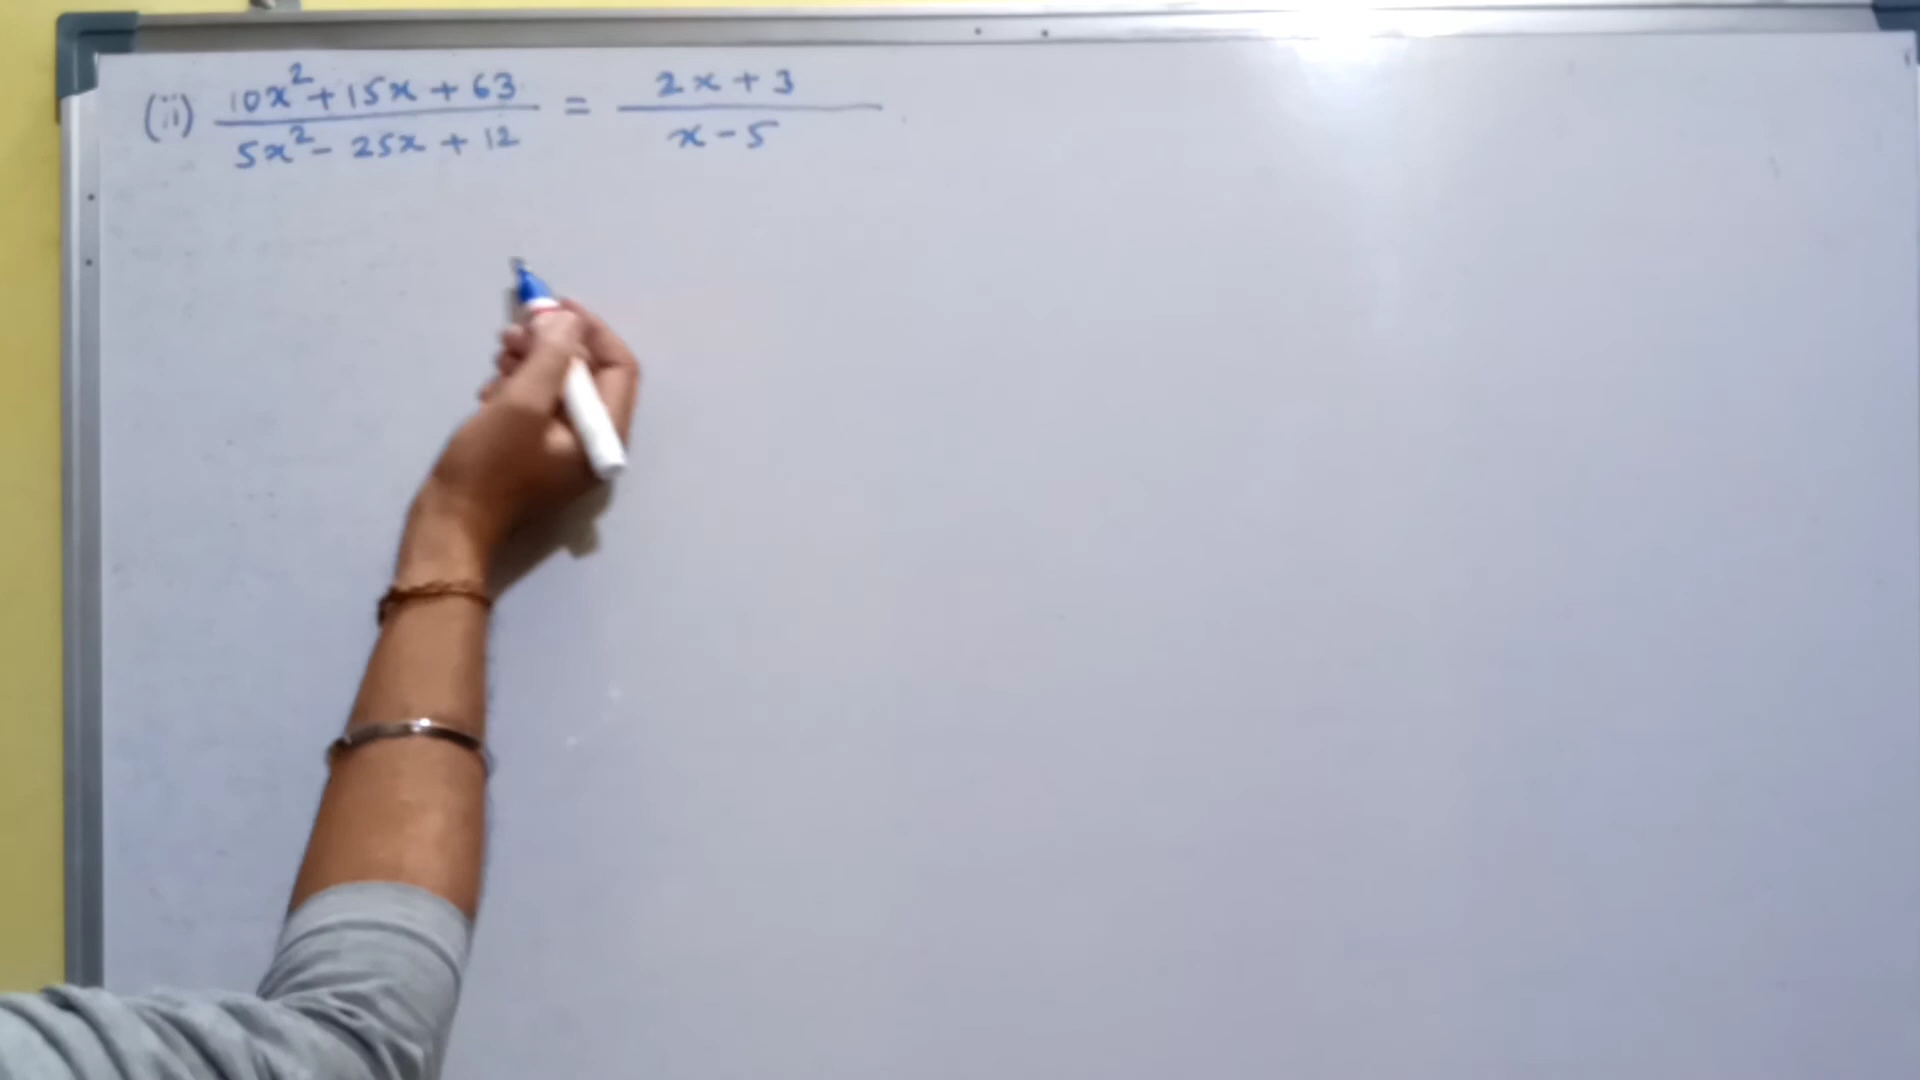 (ii) (10x² + 15x + 63)/(5x² - 25x + 12) = (2x + 3)/(x - 5)